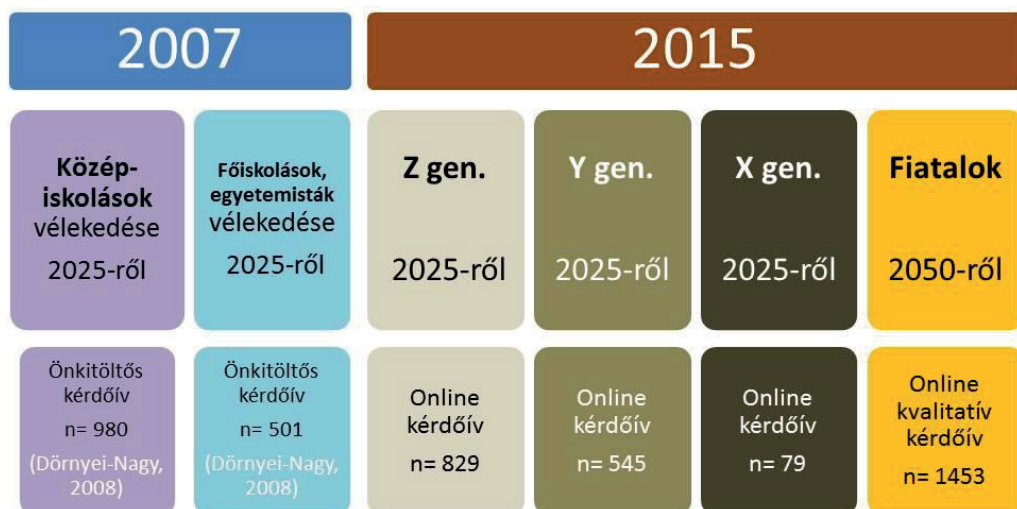 2007
2015
Közép-
iskolások
vélekedése
2025-ről
Főiskolások,
egyetemisták
vélekedése
2025-ről
Z gen.
2025-ről
Y gen.
2025-ről
X gen.
2025-ről
Fiatalok
2050-ről
Önkitöltős
kérdőív
n= 980
(Dörnyei-Nagy,
2008)
Önkitöltős
kérdőív
n= 501
(Dörnyei-Nagy,
2008)
Online
kérdőív
n= 829
Online
kérdőív
n= 545
Online
kérdőív
n= 79
Online
kvalitatív
kérdőív
n= 1453